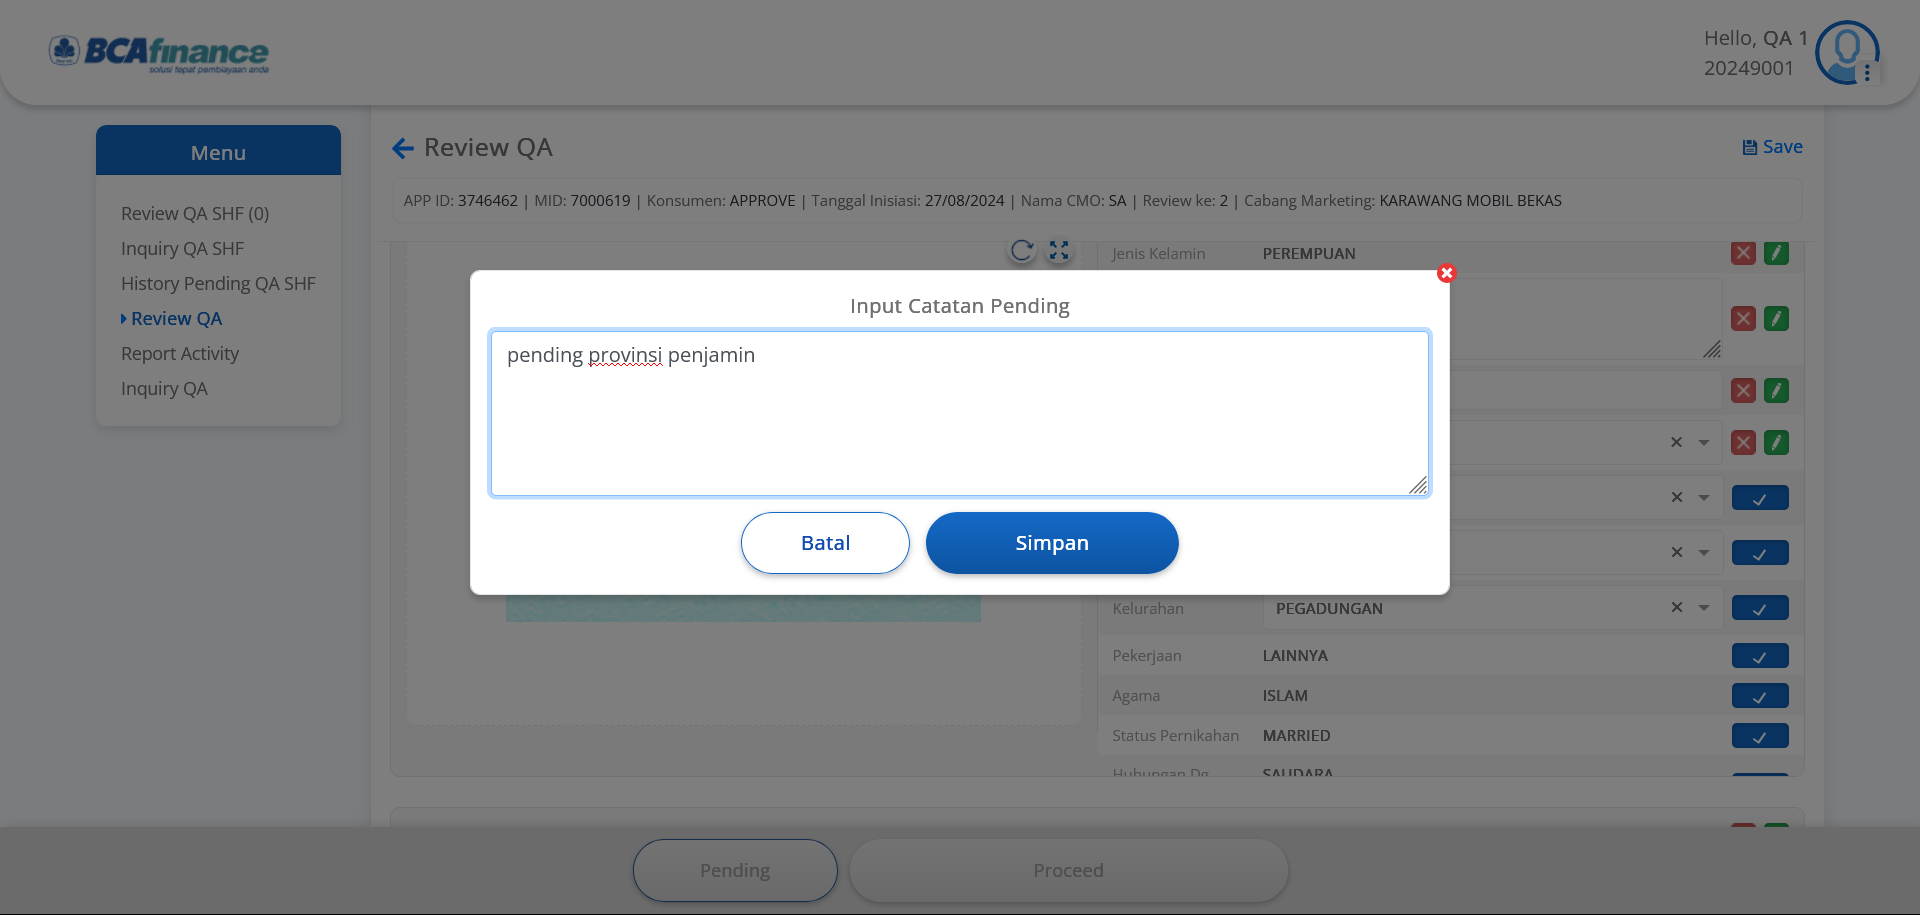 BCAfinance
solusi tepat pembiayaan anda
Hello, QA 1
20249001
Menu
Review QA SHF (0)
Inquiry QA SHF
History Pending QA SHF
Review QA
Report Activity
Inquiry QA
Review QA
Save
APP ID: 3746462 | MID: 7000619 | Konsumen: APPROVE | Tanggal Inisiasi: 27/08/2024 | Nama CMO: SA | Review ke: 2 | Cabang Marketing: KARAWANG MOBIL BEKAS
Jenis Kelamin PEREMPUAN
Input Catatan Pending
pending provinsi penjamin
Batal
Simpan
Kelurahan PEGADUNGAN
Pekerjaan LAINNYA
Agama ISLAM
Status Pernikahan MARRIED
Hubungan Dg SAUDARA
Pending
Proceed